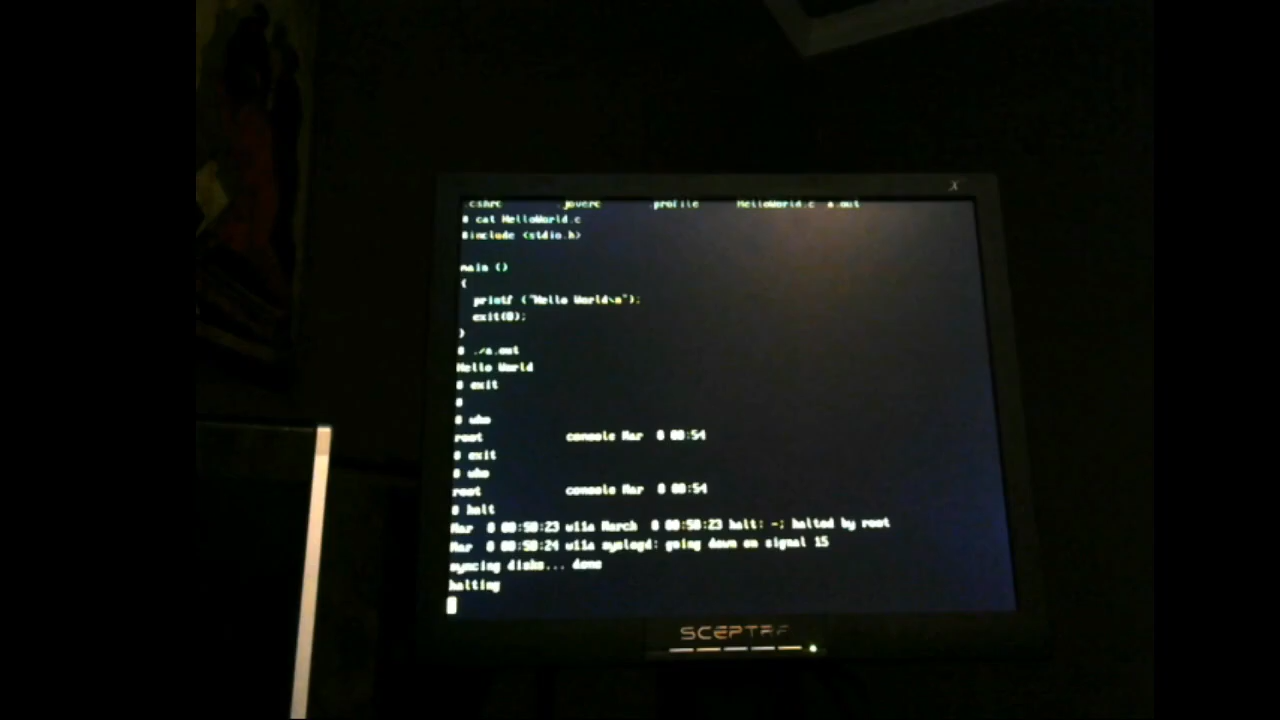 .cshrc .joverc .profile HelloWorld.c a.out
# cat HelloWorld.c
#include <stdio.h>
main ()
{
printf ("Hello World\n");
exit(0);
}
# ./a.out
Hello World
# exit
#
# who
root console Mar 8 00:54
# exit
# who
root console Mar 8 00:54
# halt
Mar 8 00:58:23 halt: halted by root
Mar 8 00:58:24 syslogd: going down on signal 15
syncing disks... done
halting
SCEPTRE
X